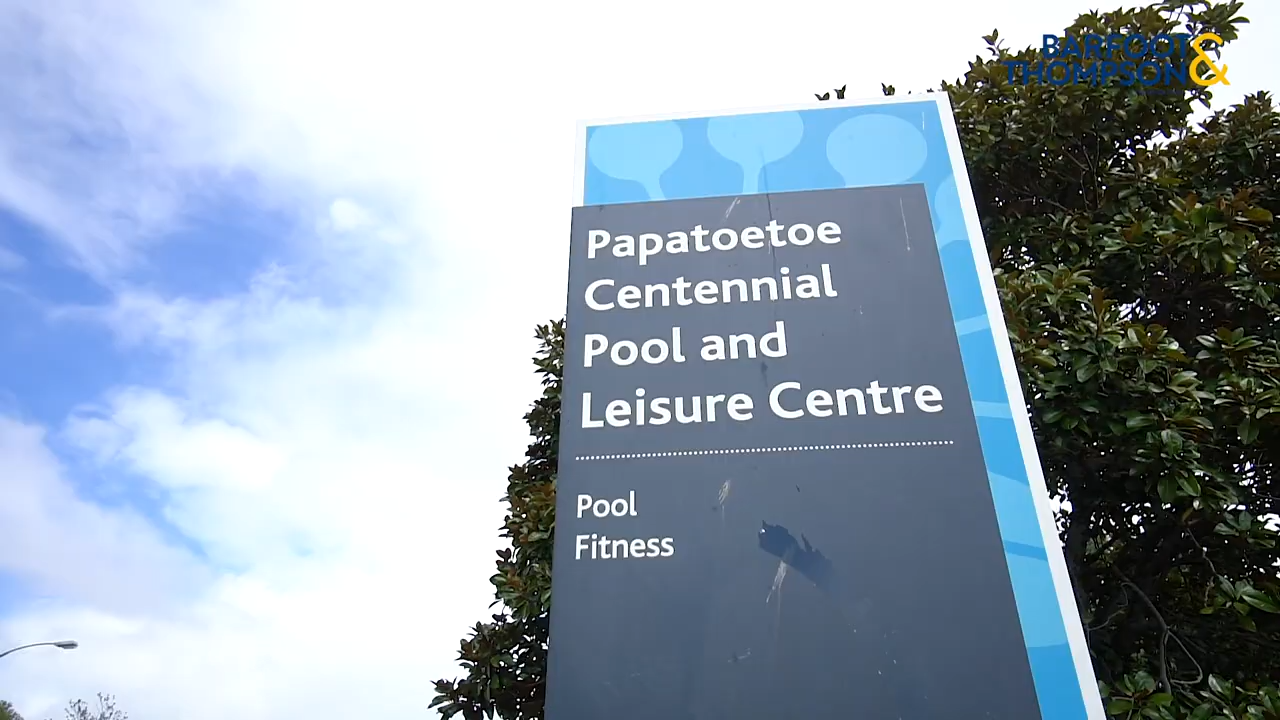 BARFOOT &
THOMPSON
Papatoetoe
Centennial
Pool and
Leisure Centre
Pool
Fitness